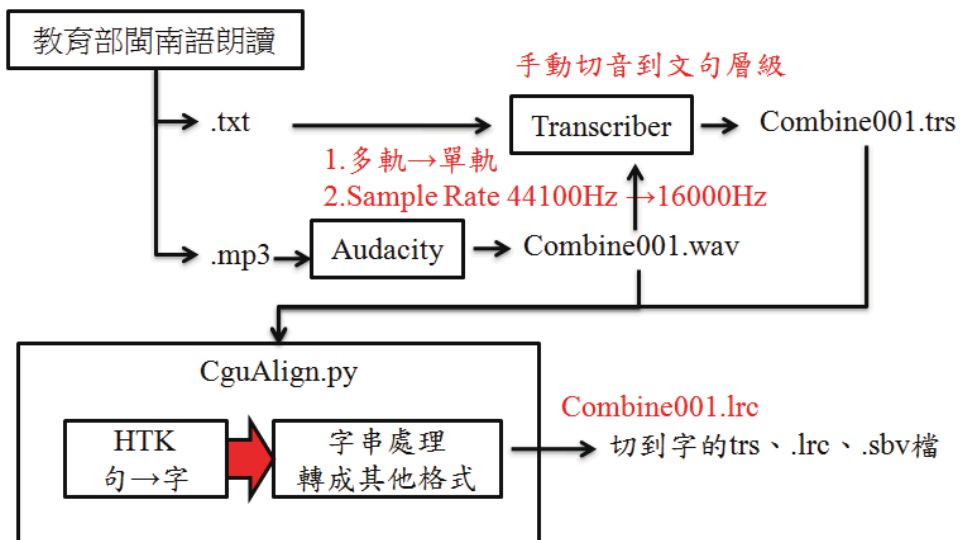 教育部閩南語朗讀
手動切音到文句層級
.txt
Transcriber
Combine001.trs
1.多軌→單軌
2.Sample Rate 44100Hz →16000Hz
.mp3
Audacity
Combine001.wav
CguAlign.py
HTK
句→字
字串處理
轉成其他格式
Combine001.lrc
切到字的trs、.lrc、.sbv檔